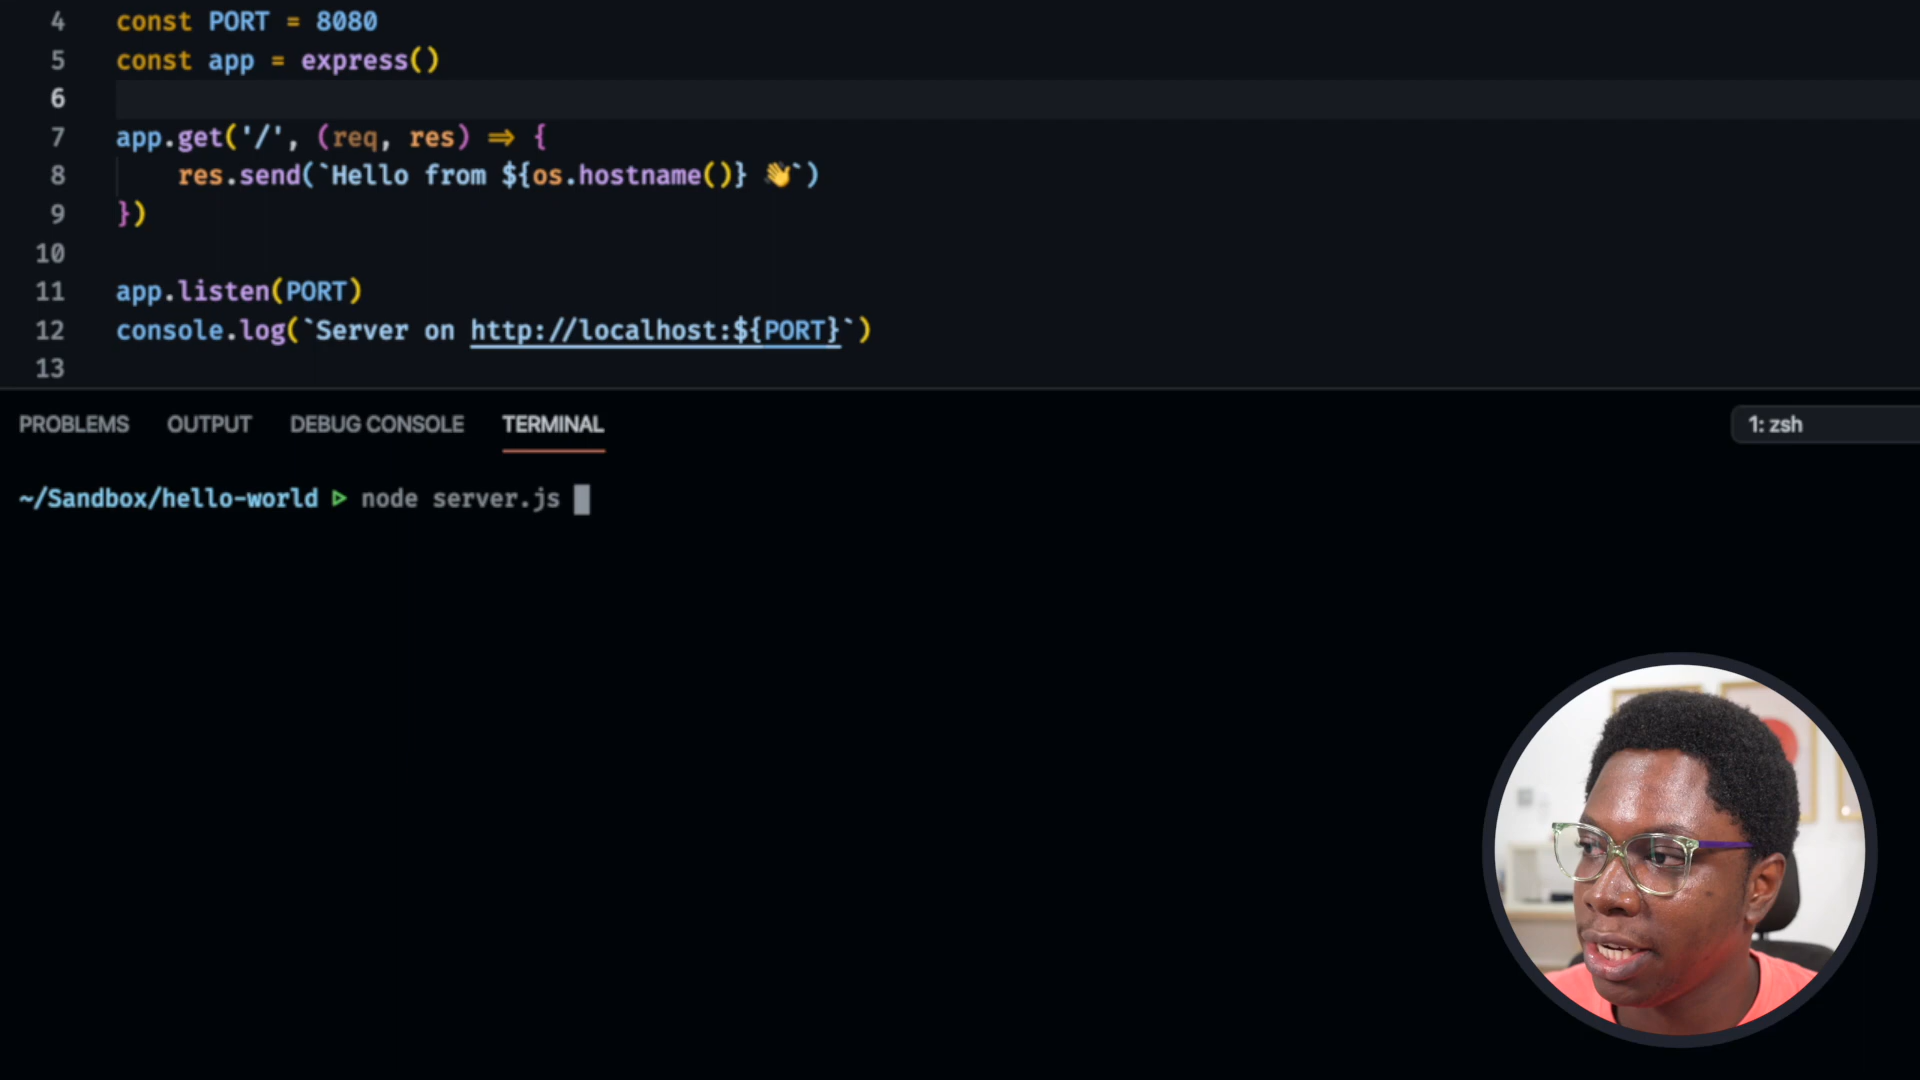 4 const PORT = 8080
5 const app = express()
6
7 app.get('/', (req, res) => {
8 res.send(`Hello from ${os.hostname()} 👋`)
9 })
10
11 app.listen(PORT)
12 console.log(`Server on http://localhost:${PORT}`)
13
PROBLEMS OUTPUT DEBUG CONSOLE TERMINAL 1: zsh
~/Sandbox/hello-world ▷ node server.js